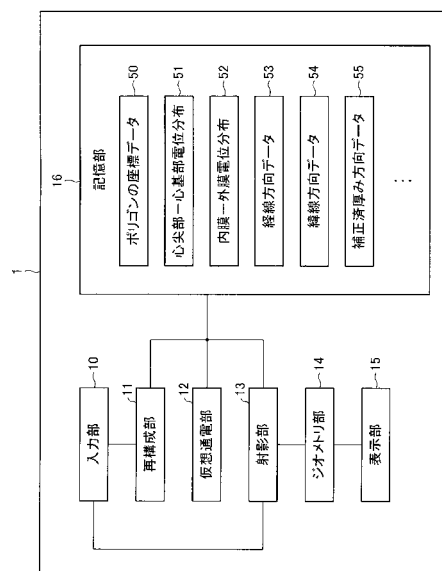 1
入力部
10
再構成部
11
仮想通電部
12
射影部
13
ジオメトリ部
14
表示部
15
16
記憶部
ポリゴンの座標データ
50
心尖部ー心基部電位分布
51
内膜ー外膜電位分布
52
経線方向データ
53
緯線方向データ
54
補正済厚み方向データ
55
⋮